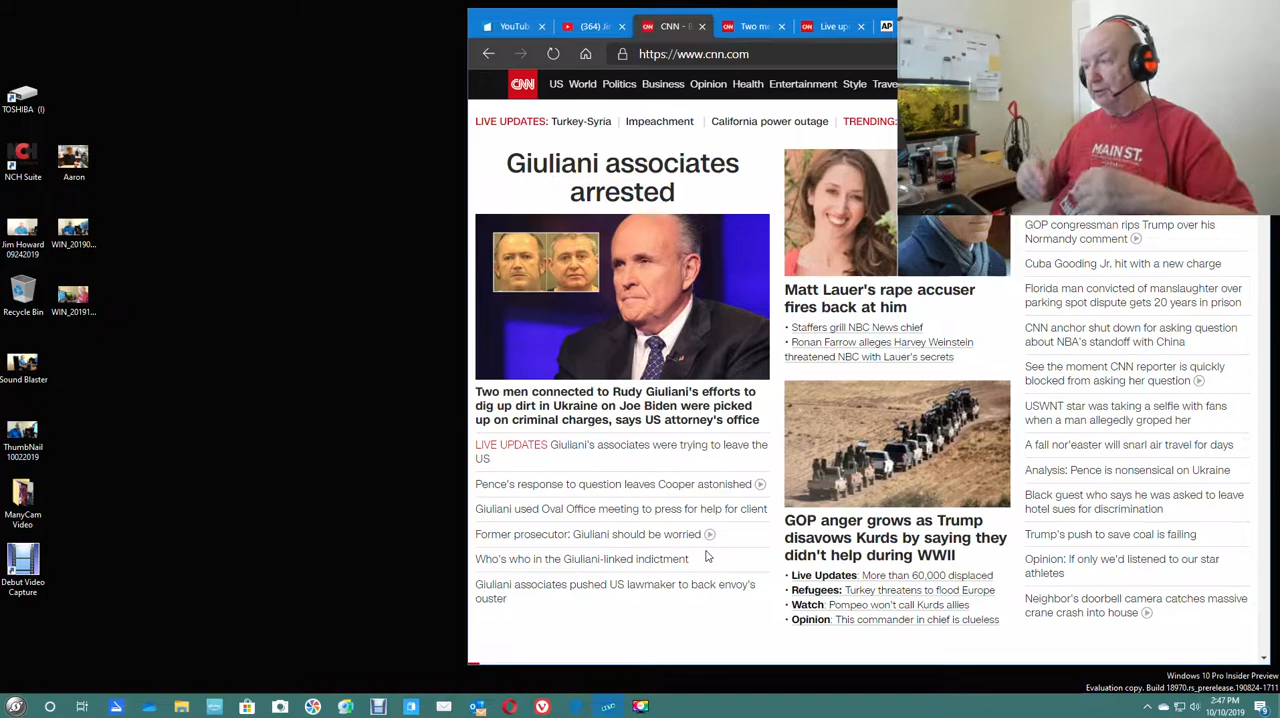 YouTub
(364) Jir
CNN - B
Two me
Live up
AP
https://www.cnn.com
CNN
US World Politics Business Opinion Health Entertainment Style Trave
LIVE UPDATES: Turkey-Syria Impeachment California power outage TRENDING:
Giuliani associates
arrested
Two men connected to Rudy Giuliani's efforts to
dig up dirt in Ukraine on Joe Biden were picked
up on criminal charges, says US attorney's office
LIVE UPDATES Giuliani's associates were trying to leave the
US
Pence's response to question leaves Cooper astonished
Giuliani used Oval Office meeting to press for help for client
Former prosecutor: Giuliani should be worried
Who's who in the Giuliani-linked indictment
Giuliani associates pushed US lawmaker to back envoy's
ouster
Matt Lauer's rape accuser
fires back at him
• Staffers grill NBC News chief
• Ronan Farrow alleges Harvey Weinstein
threatened NBC with Lauer's secrets
GOP anger grows as Trump
disavows Kurds by saying they
didn't help during WWII
• Live Updates: More than 60,000 displaced
• Refugees: Turkey threatens to flood Europe
• Watch: Pompeo won't call Kurds allies
• Opinion: This commander in chief is clueless
MAIN ST.
GOP congressman rips Trump over his
Normandy comment
Cuba Gooding Jr. hit with a new charge
Florida man convicted of manslaughter over
parking spot dispute gets 20 years in prison
CNN anchor shut down for asking question
about NBA's standoff with China
See the moment CNN reporter is quickly
blocked from asking her question
USWNT star was taking a selfie with fans
when a man allegedly groped her
A fall nor'easter will snarl air travel for days
Analysis: Pence is nonsensical on Ukraine
Black guest who says he was asked to leave
hotel sues for discrimination
Trump's push to save coal is failing
Opinion: If only we'd listened to our star
athletes
Neighbor's doorbell camera catches massive
crane crash into house
TOSHIBA (I)
NCH Suite
Aaron
Jim Howard
09242019
WIN_20190...
Recycle Bin
WIN_20191...
Sound Blaster
ThumbNail
10022019
ManyCam
Video
Debut Video
Capture
Windows 10 Pro Insider Preview
Evaluation copy. Build 18970.rs_prerelease.190824-1711
2:47 PM
10/10/2019